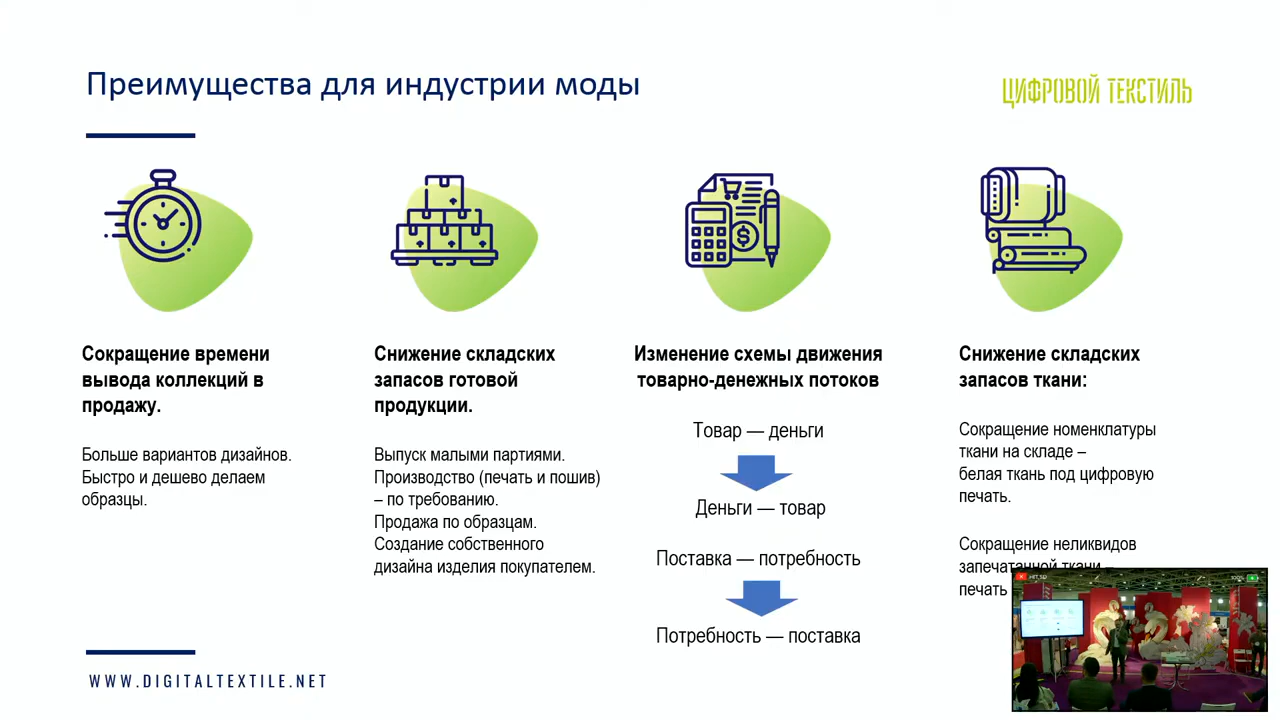 Преимущества для индустрии моды
ЦИФРОВОЙ ТЕКСТИЛЬ
Сокращение времени
вывода коллекций в
продажу.
Больше вариантов дизайнов.
Быстро и дешево делаем
образцы.
Снижение складских
запасов готовой
продукции.
Выпуск малыми партиями.
Производство (печать и пошив)
– по требованию.
Продажа по образцам.
Создание собственного
дизайна изделия покупателем.
Изменение схемы движения
товарно-денежных потоков
Товар — деньги
Деньги — товар
Поставка — потребность
Потребность — поставка
Снижение складских
запасов ткани:
Сокращение номенклатуры
ткани на складе –
белая ткань под цифровую
печать.
Сокращение неликвидов
запечатанной ткани –
печать
WWW.DIGITALTEXTILE.NET
100%